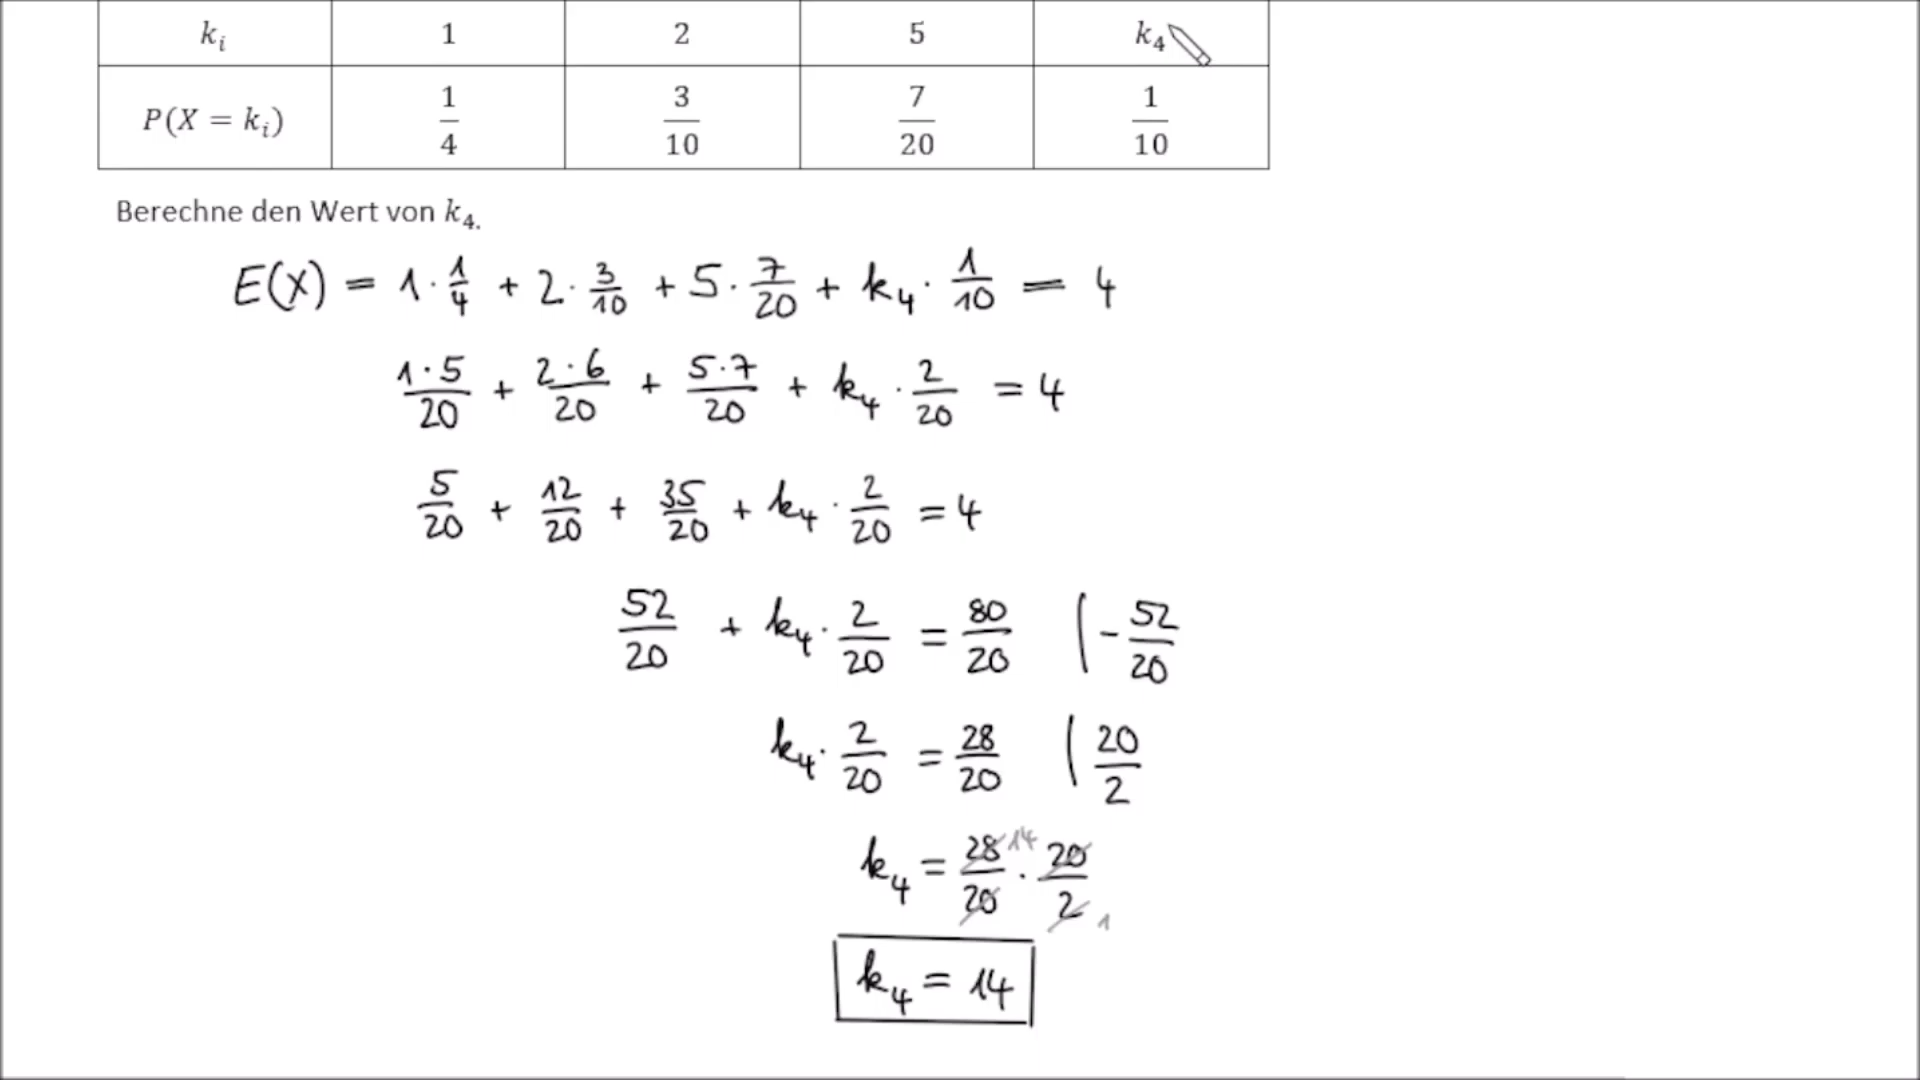 k_i 1 2 5 k_4
P(X = k_i) 1/4 3/10 7/20 1/10
Berechne den Wert von k_4.
E(X) = 1 · 1/4 + 2 · 3/10 + 5 · 7/20 + k_4 · 1/10 = 4
1·5/20 + 2·6/20 + 5·7/20 + k_4 · 2/20 = 4
5/20 + 12/20 + 35/20 + k_4 · 2/20 = 4
52/20 + k_4 · 2/20 = 80/20 | - 52/20
k_4 · 2/20 = 28/20 | 20/2
k_4 = 28/20 · 20/2 14 1
k_4 = 14